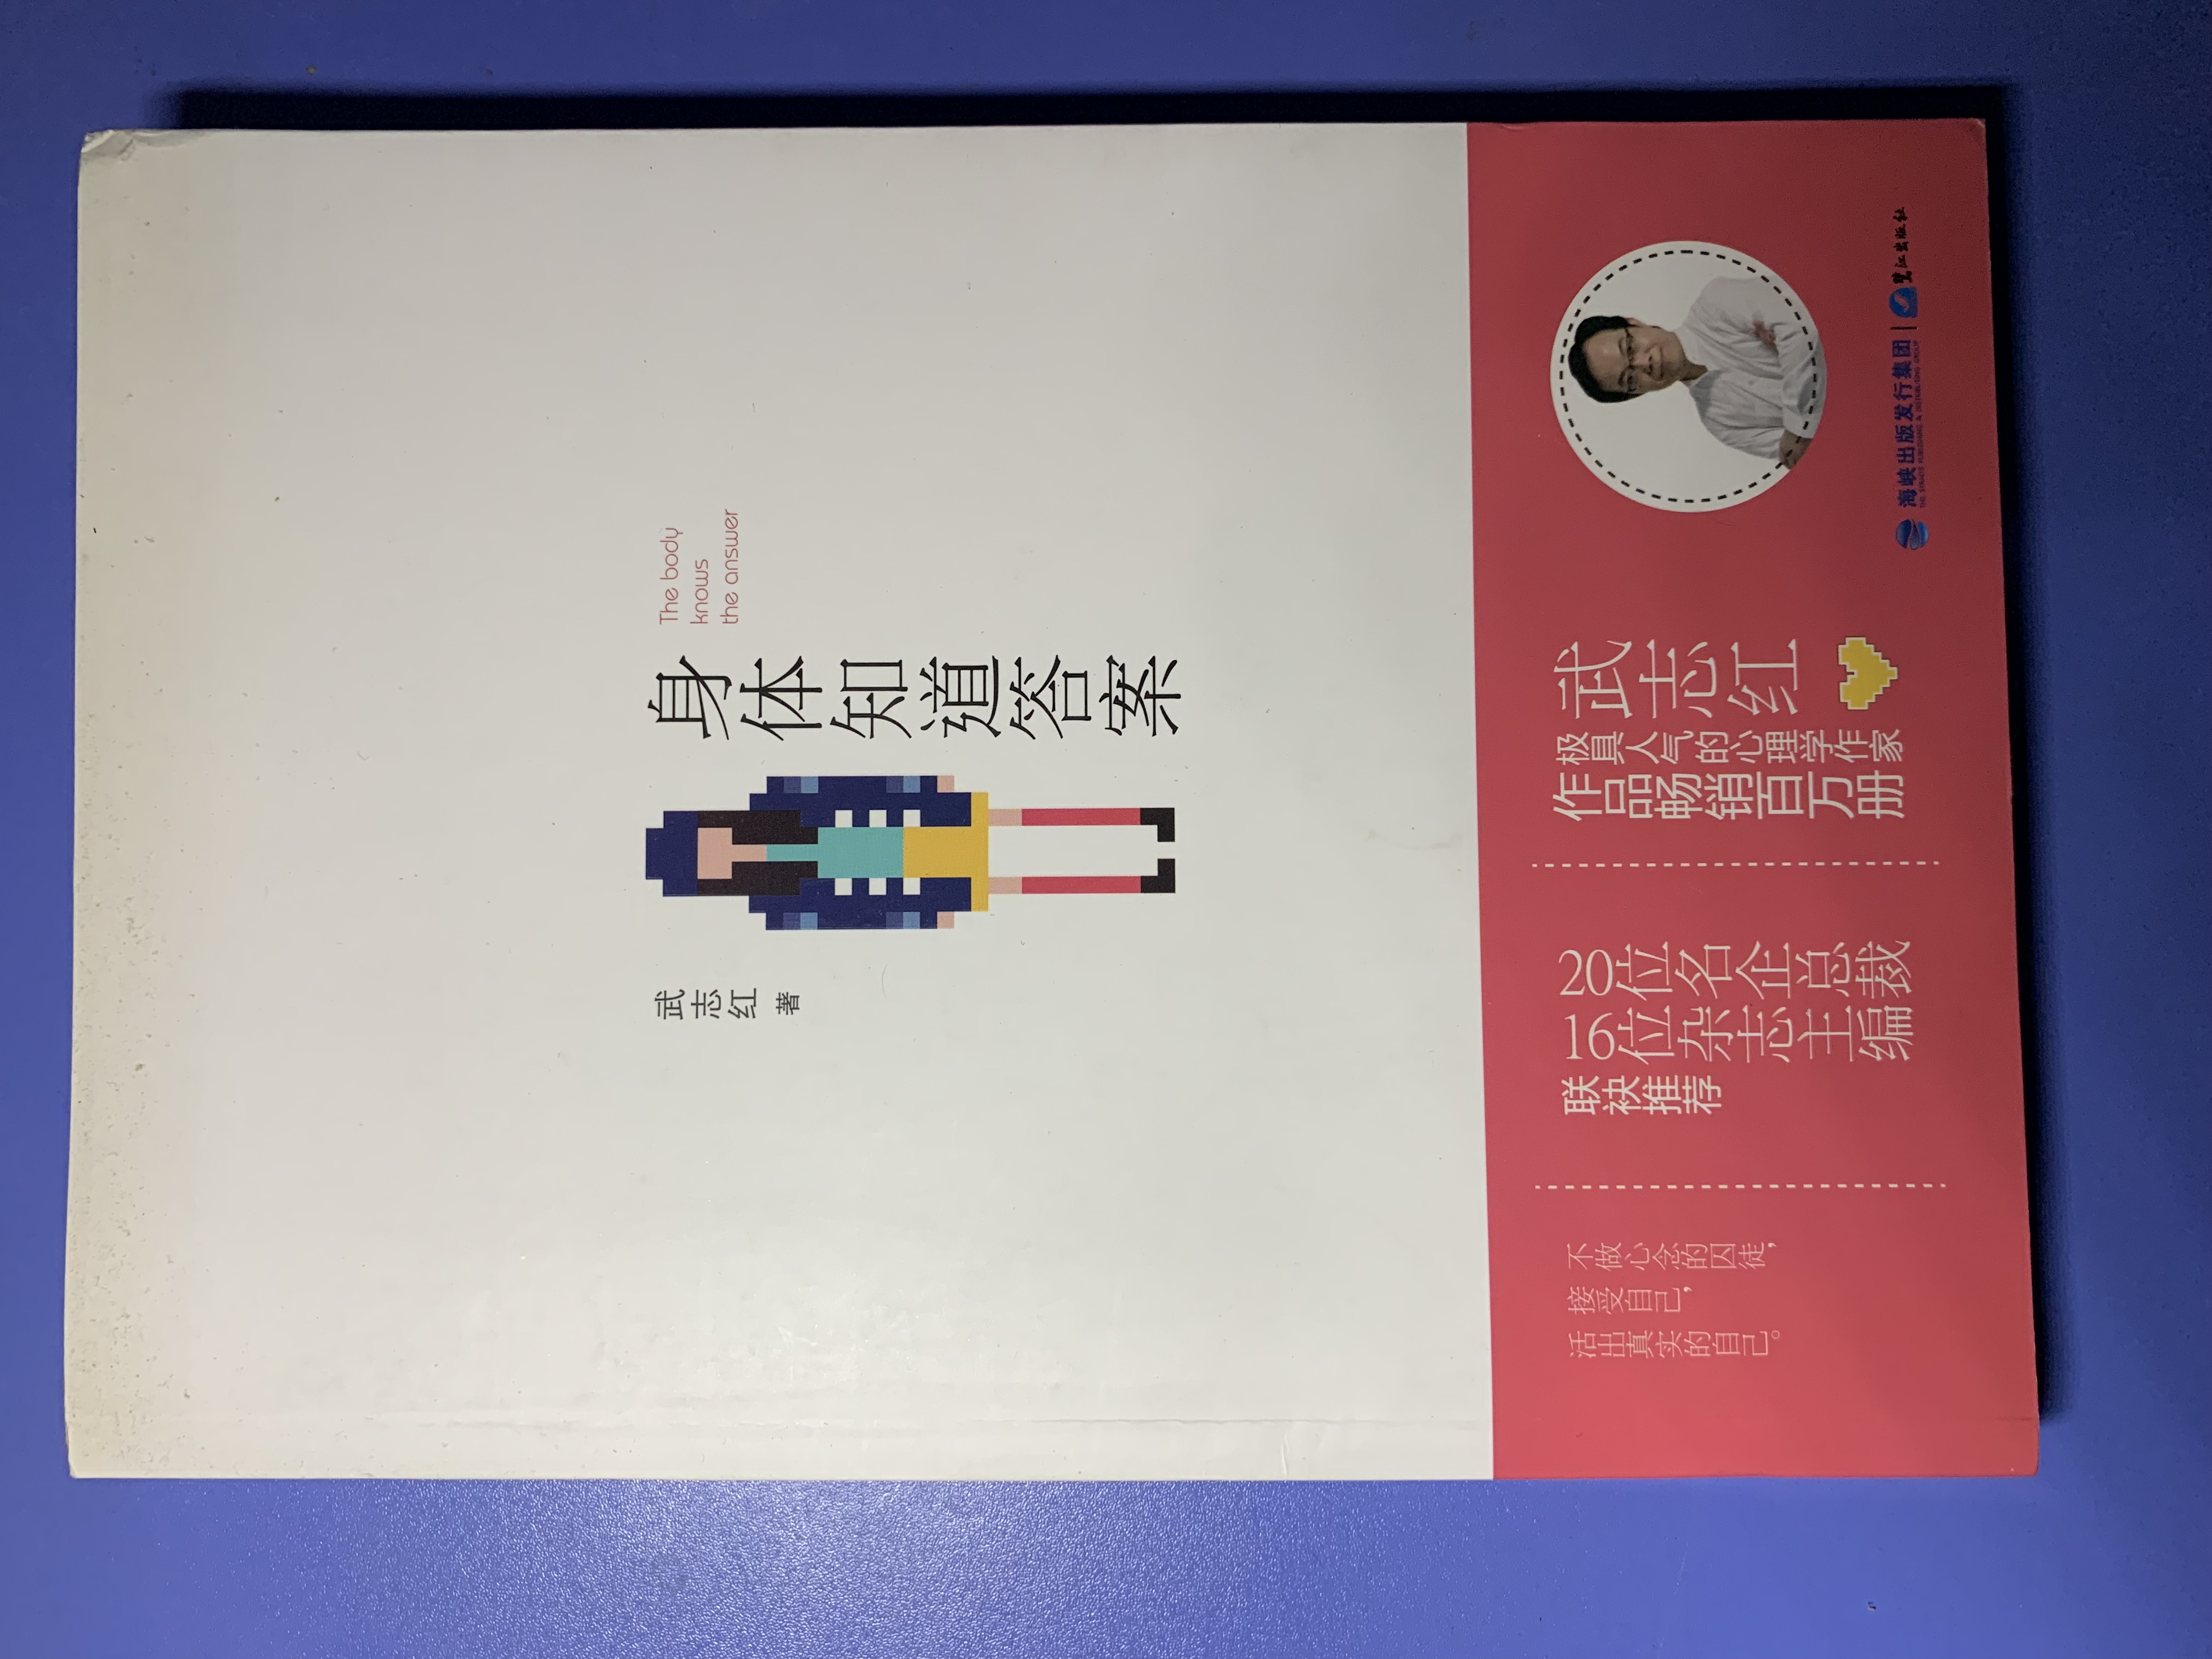 The body
knows
the answer
身体知道答案
武志红 著
武志红
极具人气的心理学作家
作品畅销百万册
20位名企总裁
16位杂志主编
联袂推荐
不做心念的囚徒，
接受自己，
活出真实的自己。
海峡出版发行集团
THE STRAITS PUBLISHING & DISTRIBUTING GROUP
鹭江出版社